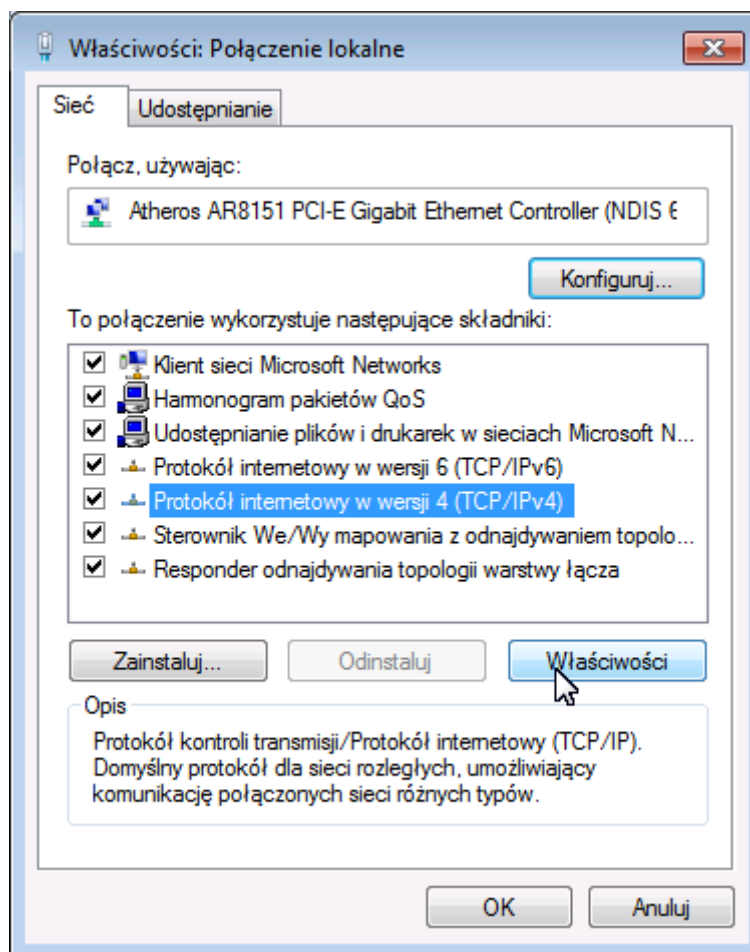 Właściwości: Połączenie lokalne
Sieć
Udostępnianie
Połącz, używając:
Atheros AR8151 PCI-E Gigabit Ethernet Controller (NDIS 6
Konfiguruj...
To połączenie wykorzystuje następujące składniki:
Klient sieci Microsoft Networks
Harmonogram pakietów QoS
Udostępnianie plików i drukarek w sieciach Microsoft N...
Protokół internetowy w wersji 6 (TCP/IPv6)
Protokół internetowy w wersji 4 (TCP/IPv4)
Sterownik We/Wy mapowania z odnajdywaniem topolo...
Responder odnajdywania topologii warstwy łącza
Zainstaluj...
Odinstaluj
Właściwości
Opis
Protokół kontroli transmisji/Protokół internetowy (TCP/IP).
Domyślny protokół dla sieci rozległych, umożliwiający
komunikację połączonych sieci różnych typów.
OK
Anuluj